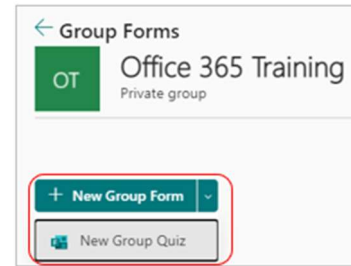 Group Forms
OT
Office 365 Training
Private group
+ New Group Form
New Group Quiz